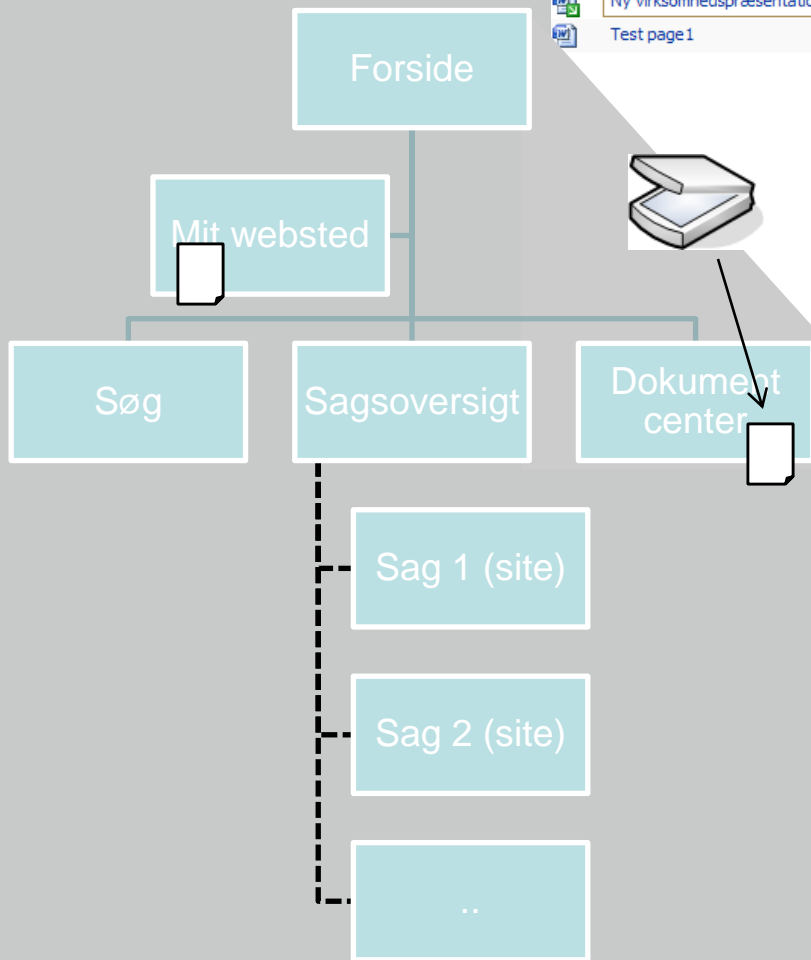 Test page1
Forside
Mit websted
Søg
Sagsoversigt
Dokument
center
Sag 1 (site)
Sag 2 (site)
..